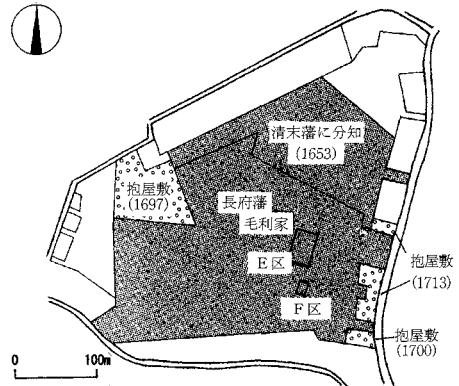 清末藩に分知
(1653)
抱屋敷
(1697)
長府藩
毛利家
E区
F区
抱屋敷
(1713)
抱屋敷
(1700)
0 100m